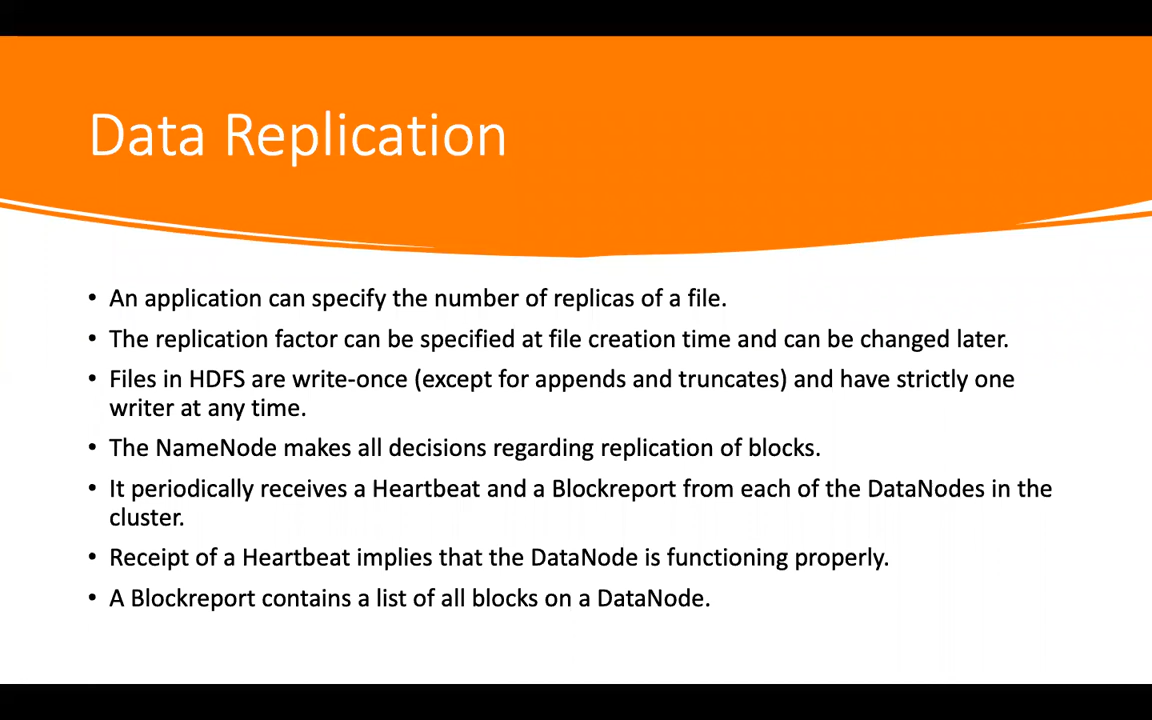 Data Replication
• An application can specify the number of replicas of a file.
• The replication factor can be specified at file creation time and can be changed later.
• Files in HDFS are write-once (except for appends and truncates) and have strictly one
writer at any time.
• The NameNode makes all decisions regarding replication of blocks.
• It periodically receives a Heartbeat and a Blockreport from each of the DataNodes in the
cluster.
• Receipt of a Heartbeat implies that the DataNode is functioning properly.
• A Blockreport contains a list of all blocks on a DataNode.